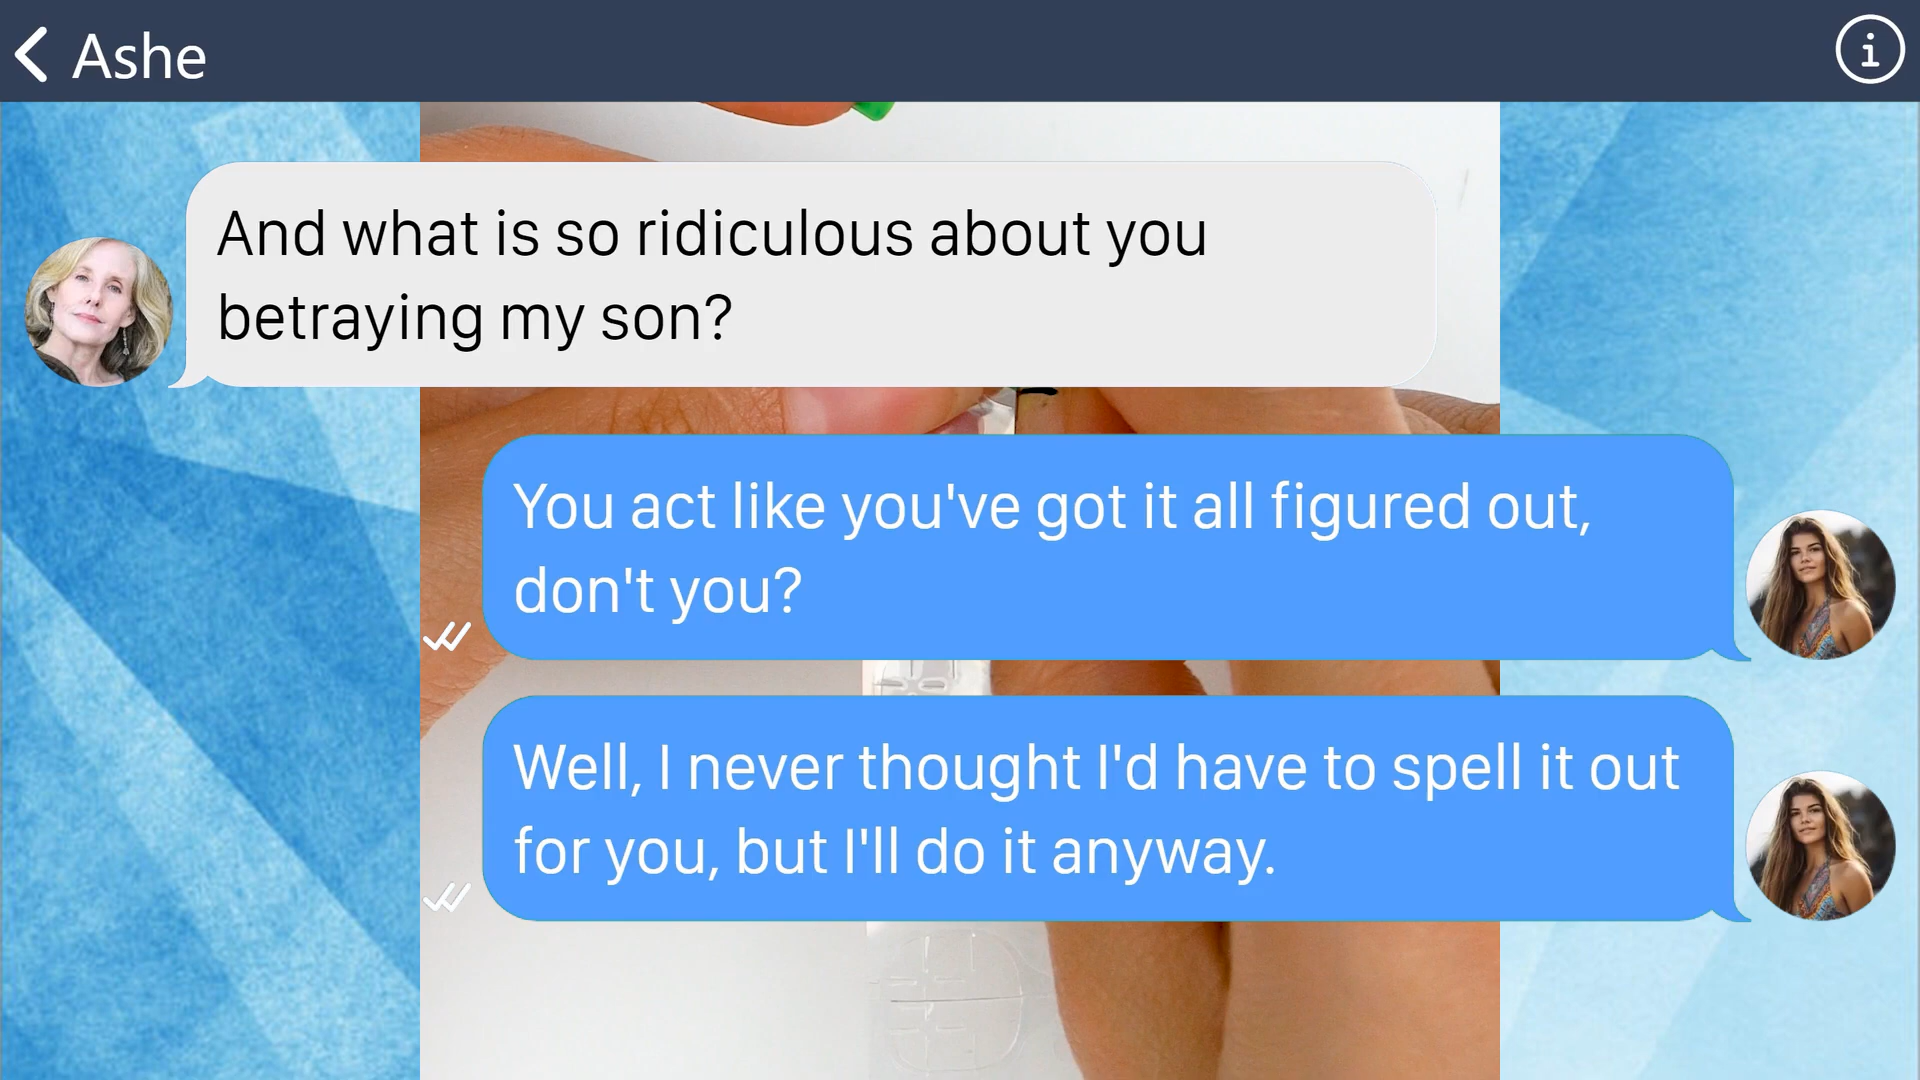 Ashe
And what is so ridiculous about you
betraying my son?
You act like you've got it all figured out,
don't you?
Well, I never thought I'd have to spell it out
for you, but I'll do it anyway.